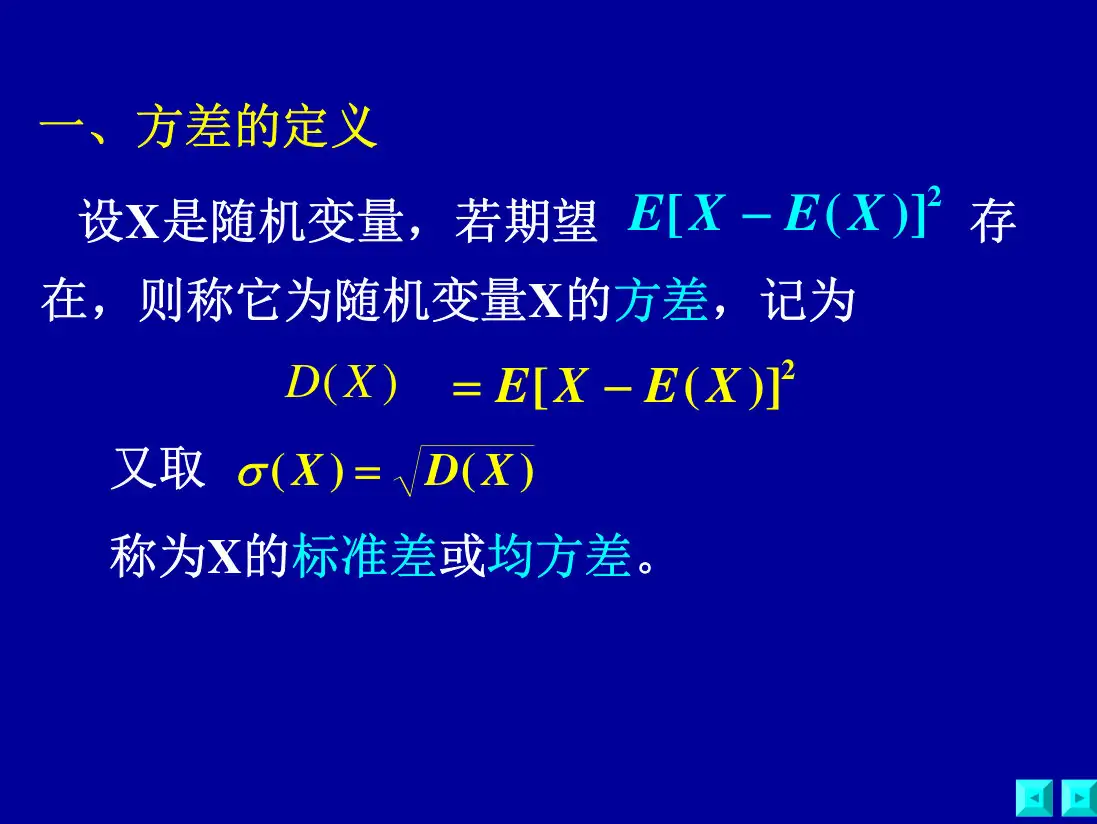 一、方差的定义
设X是随机变量，若期望 E[X − E(X)]² 存
在，则称它为随机变量X的方差，记为
D(X) = E[X − E(X)]²
又取 σ(X) = √D(X)
称为X的标准差或均方差。